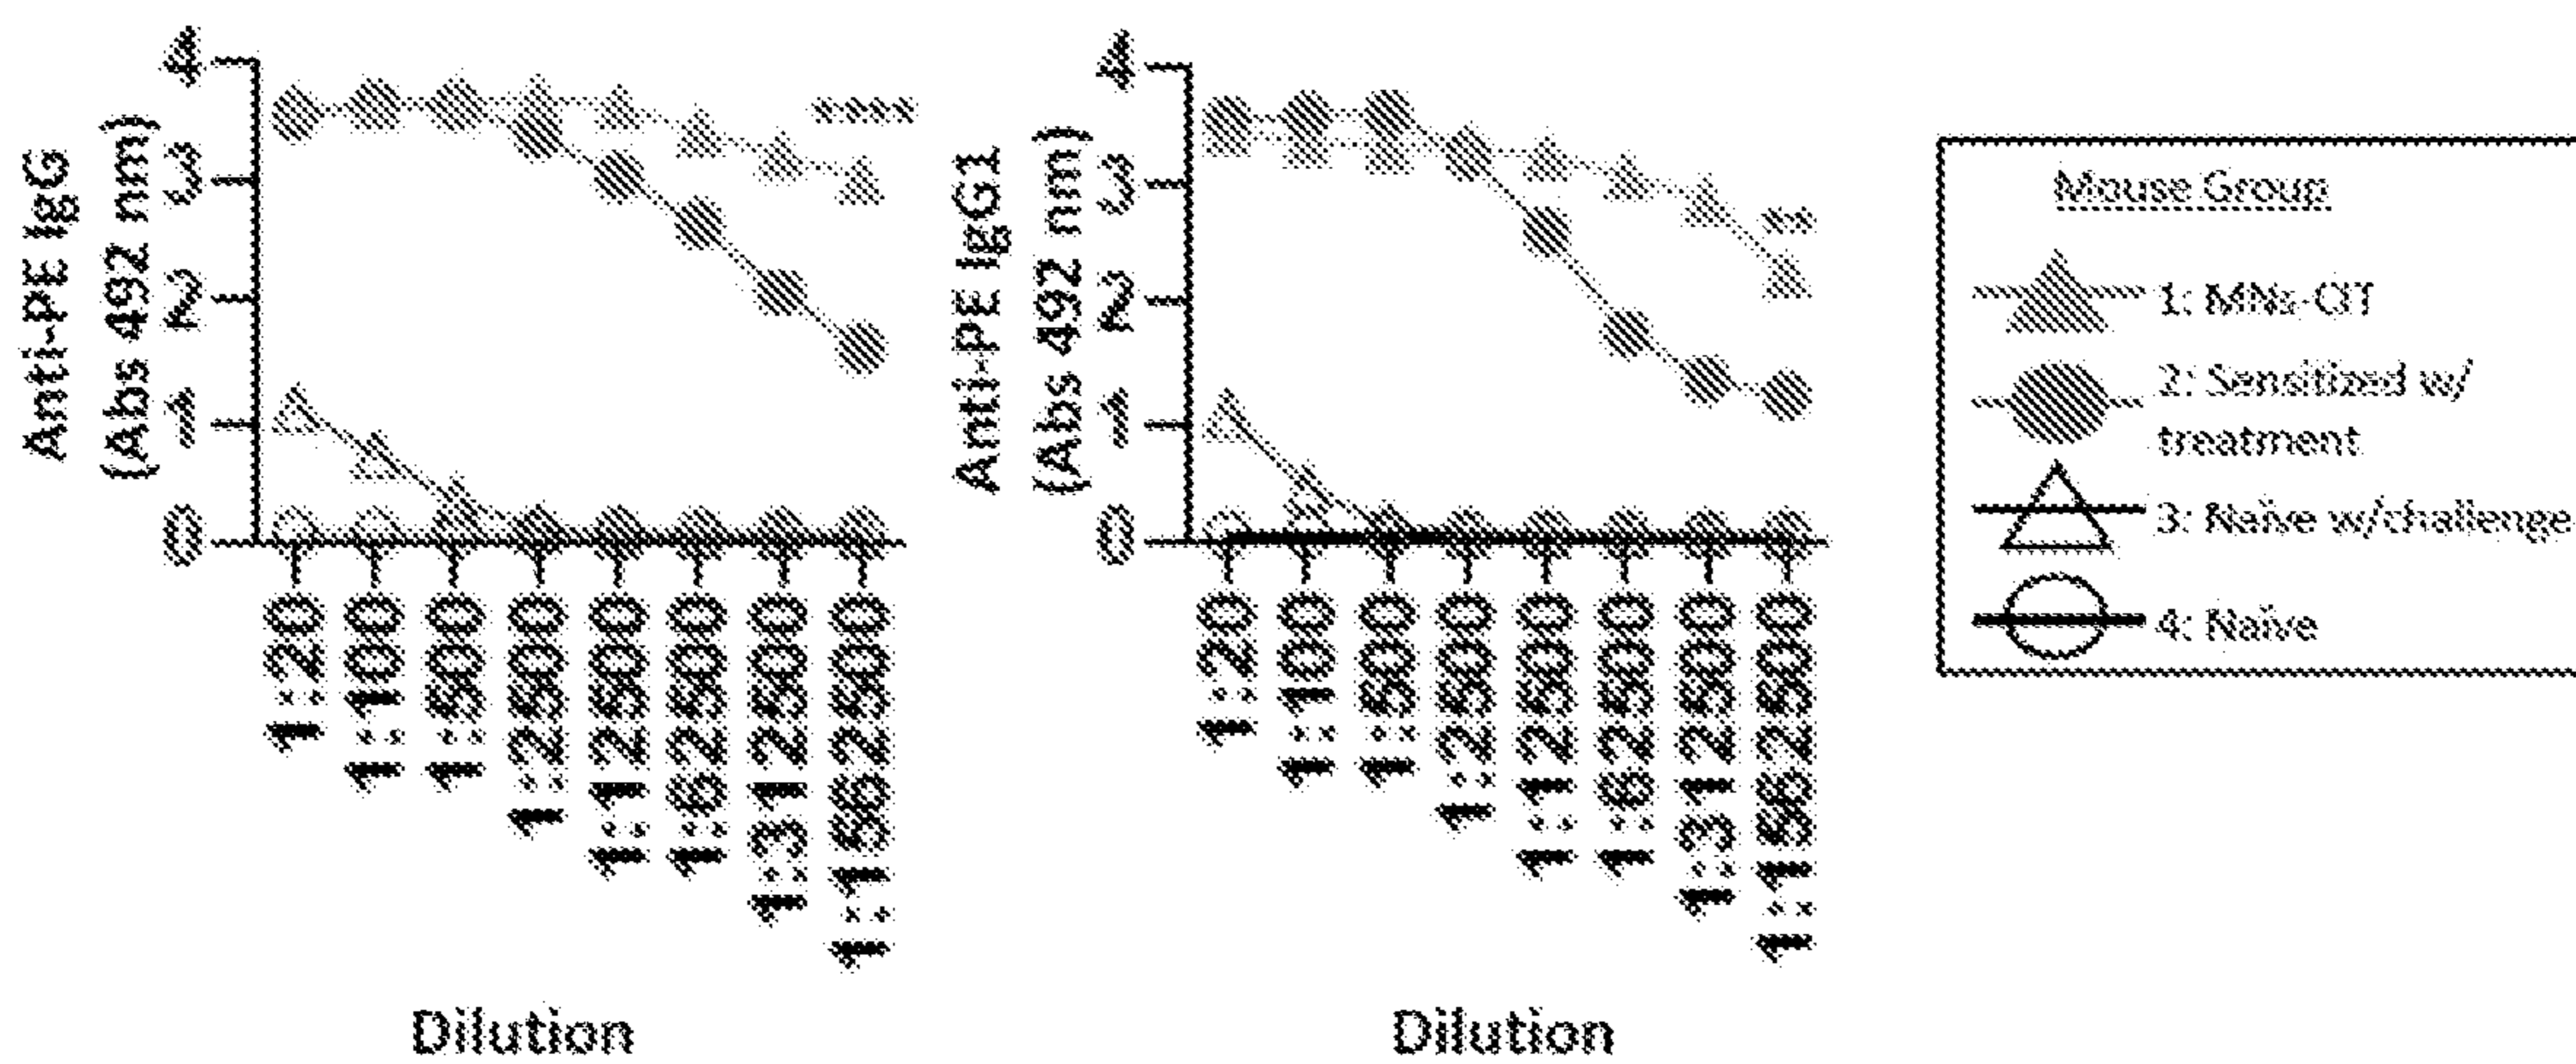 Anti-PE IgG
(Abs 492 nm)
4
3
2
1
0
1:20
1:100
1:500
1:2500
1:12500
1:62500
1:312500
1:1562500
Dilution
Anti-PE IgG1
(Abs 492 nm)
4
3
2
1
0
1:20
1:100
1:500
1:2500
1:12500
1:62500
1:312500
1:1562500
Dilution
Mouse Group
1: MNs-CIT
2: Sensitized w/
treatment
3: Naïve w/challenge
4: Naïve